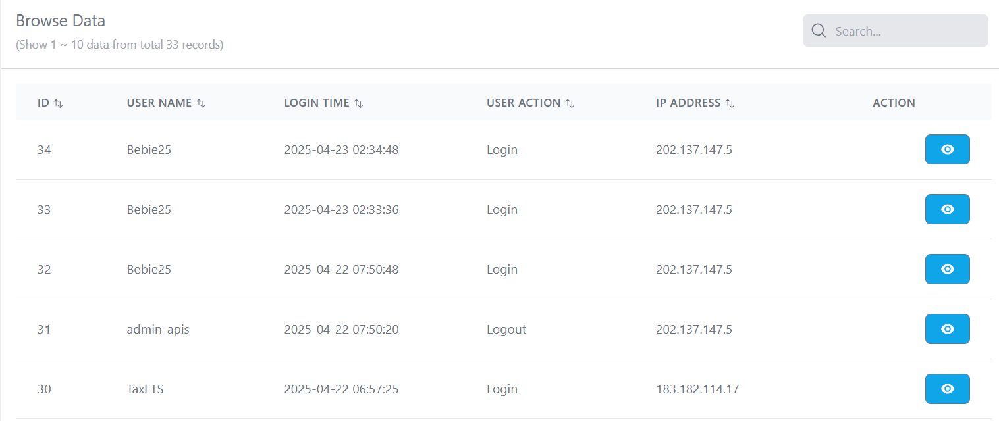 Browse Data
(Show 1 ~ 10 data from total 33 records)
Search...
ID USER NAME LOGIN TIME USER ACTION IP ADDRESS ACTION
34 Bebie25 2025-04-23 02:34:48 Login 202.137.147.5
33 Bebie25 2025-04-23 02:33:36 Login 202.137.147.5
32 Bebie25 2025-04-22 07:50:48 Login 202.137.147.5
31 admin_apis 2025-04-22 07:50:20 Logout 202.137.147.5
30 TaxETS 2025-04-22 06:57:25 Login 183.182.114.17